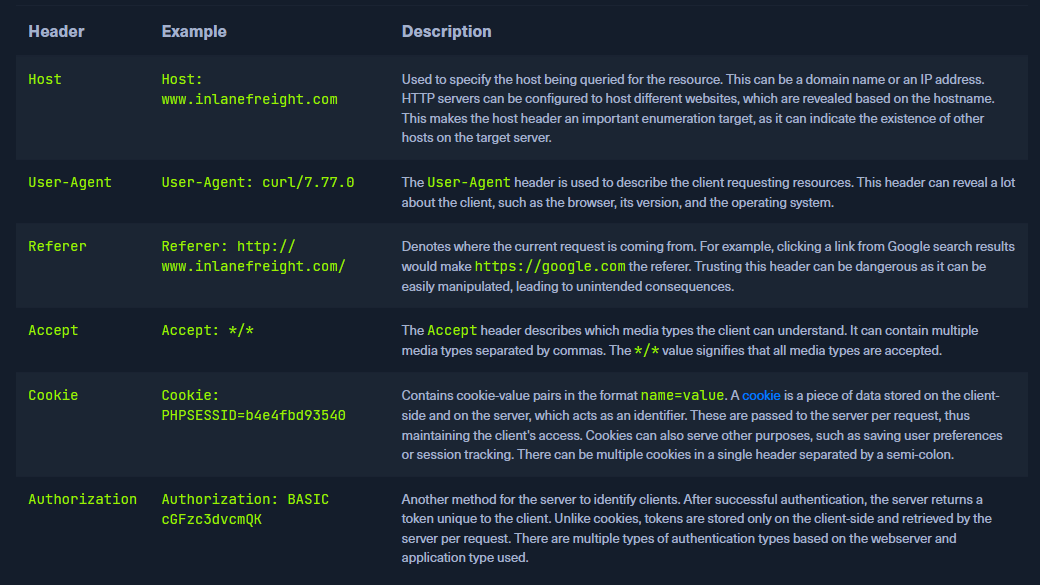 Header Example Description
Host Host: Used to specify the host being queried for the resource. This can be a domain name or an IP address.
www.inlanefreight.com HTTP servers can be configured to host different websites, which are revealed based on the hostname.
This makes the host header an important enumeration target, as it can indicate the existence of other
hosts on the target server.
User-Agent User-Agent: curl/7.77.0 The User-Agent header is used to describe the client requesting resources. This header can reveal a lot
about the client, such as the browser, its version, and the operating system.
Referer Referer: http:// Denotes where the current request is coming from. For example, clicking a link from Google search results
www.inlanefreight.com/ would make https://google.com the referer. Trusting this header can be dangerous as it can be
easily manipulated, leading to unintended consequences.
Accept Accept: */* The Accept header describes which media types the client can understand. It can contain multiple
media types separated by commas. The */* value signifies that all media types are accepted.
Cookie Cookie: Contains cookie-value pairs in the format name=value. A cookie is a piece of data stored on the client-
PHPSESSID=b4e4fbd93540 side and on the server, which acts as an identifier. These are passed to the server per request, thus
maintaining the client's access. Cookies can also serve other purposes, such as saving user preferences
or session tracking. There can be multiple cookies in a single header separated by a semi-colon.
Authorization Authorization: BASIC Another method for the server to identify clients. After successful authentication, the server returns a
cGFzc3dvcmQK token unique to the client. Unlike cookies, tokens are stored only on the client-side and retrieved by the
server per request. There are multiple types of authentication types based on the webserver and
application type used.